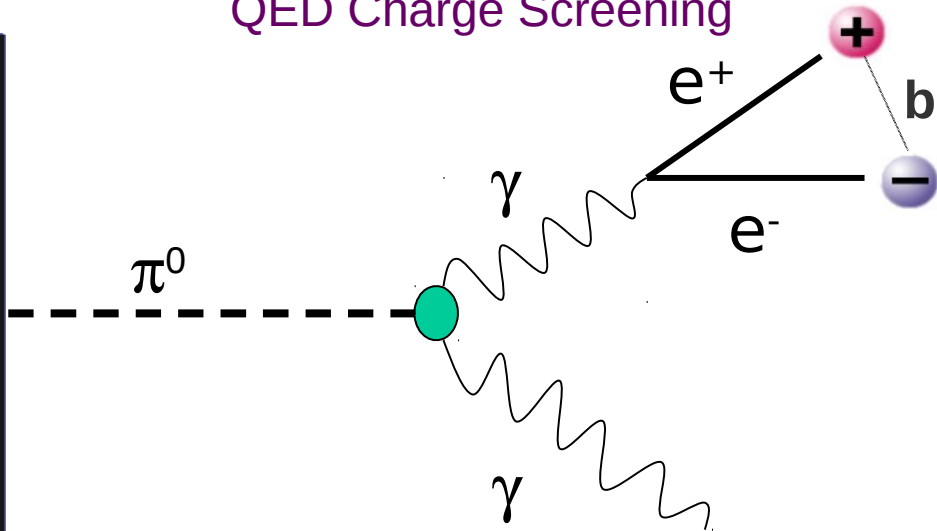 QED Charge Screening
+
e⁺
b
γ
−
e⁻
π⁰
γ